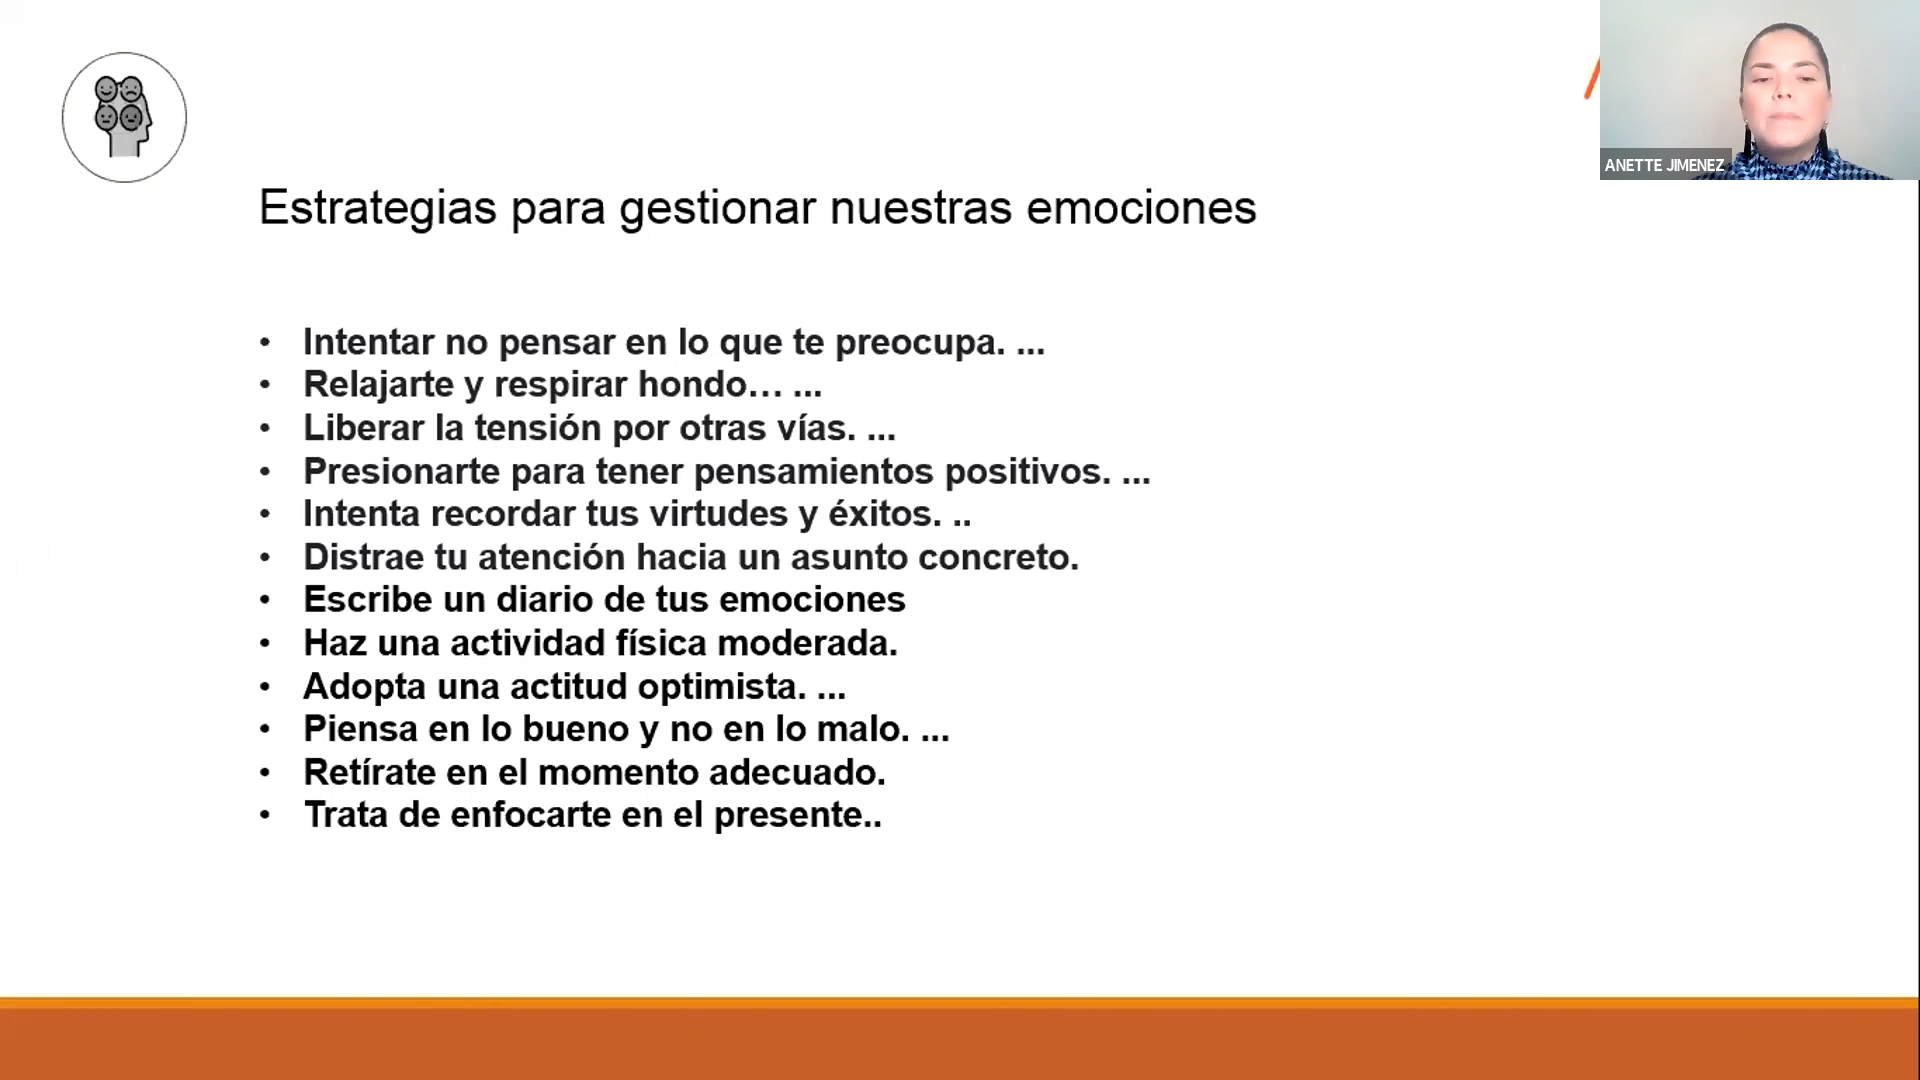 ANETTE JIMENEZ
Estrategias para gestionar nuestras emociones
• Intentar no pensar en lo que te preocupa. ...
• Relajarte y respirar hondo… ...
• Liberar la tensión por otras vías. ...
• Presionarte para tener pensamientos positivos. ...
• Intenta recordar tus virtudes y éxitos. ..
• Distrae tu atención hacia un asunto concreto.
• Escribe un diario de tus emociones
• Haz una actividad física moderada.
• Adopta una actitud optimista. ...
• Piensa en lo bueno y no en lo malo. ...
• Retírate en el momento adecuado.
• Trata de enfocarte en el presente..